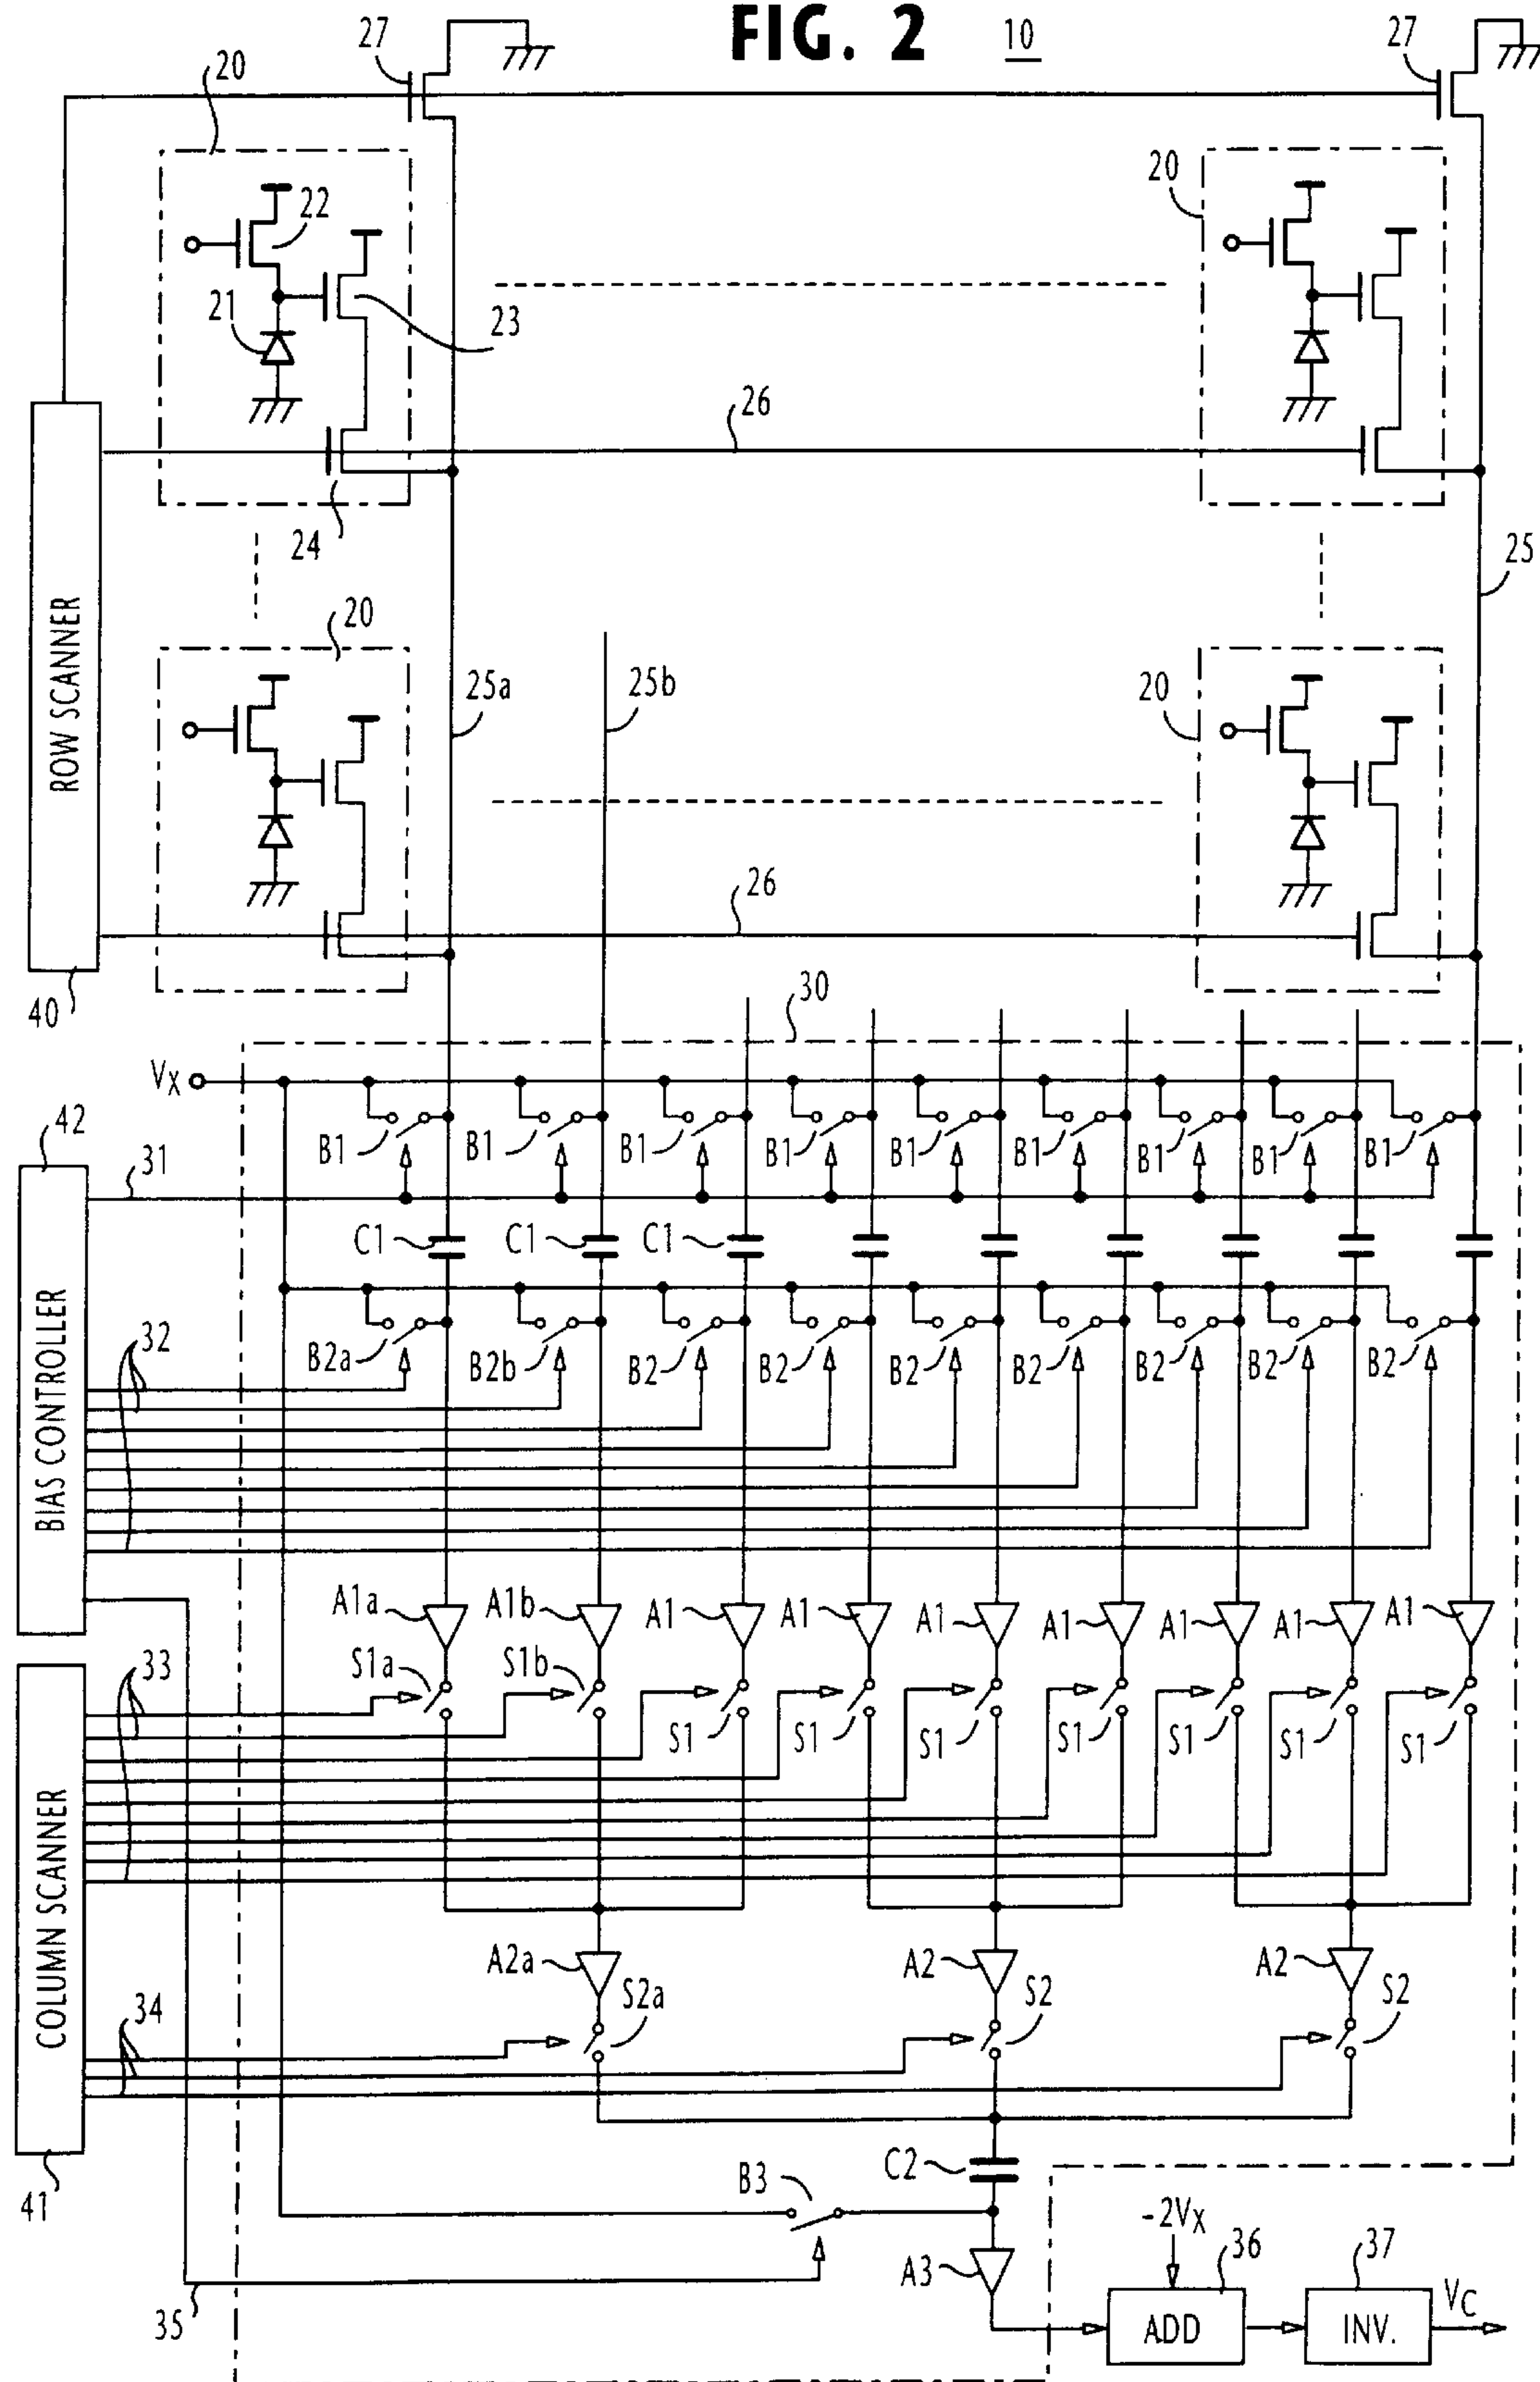 FIG. 2
10
27
27
20
20
22
21
23
26
24
25
ROW SCANNER
20
25a
25b
20
26
40
30
VX
42
B1
B1
B1
B1
B1
B1
B1
B1
B1
31
C1
C1
C1
BIAS CONTROLLER
32
B2a
B2b
B2
B2
B2
B2
B2
B2
B2
A1a
A1b
A1
A1
A1
A1
A1
A1
A1
33
S1a
S1b
S1
S1
S1
S1
S1
S1
S1
COLUMN SCANNER
A2a
A2
A2
S2a
S2
S2
34
41
C2
B3
-2VX
36
37
A3
35
ADD
INV.
VC